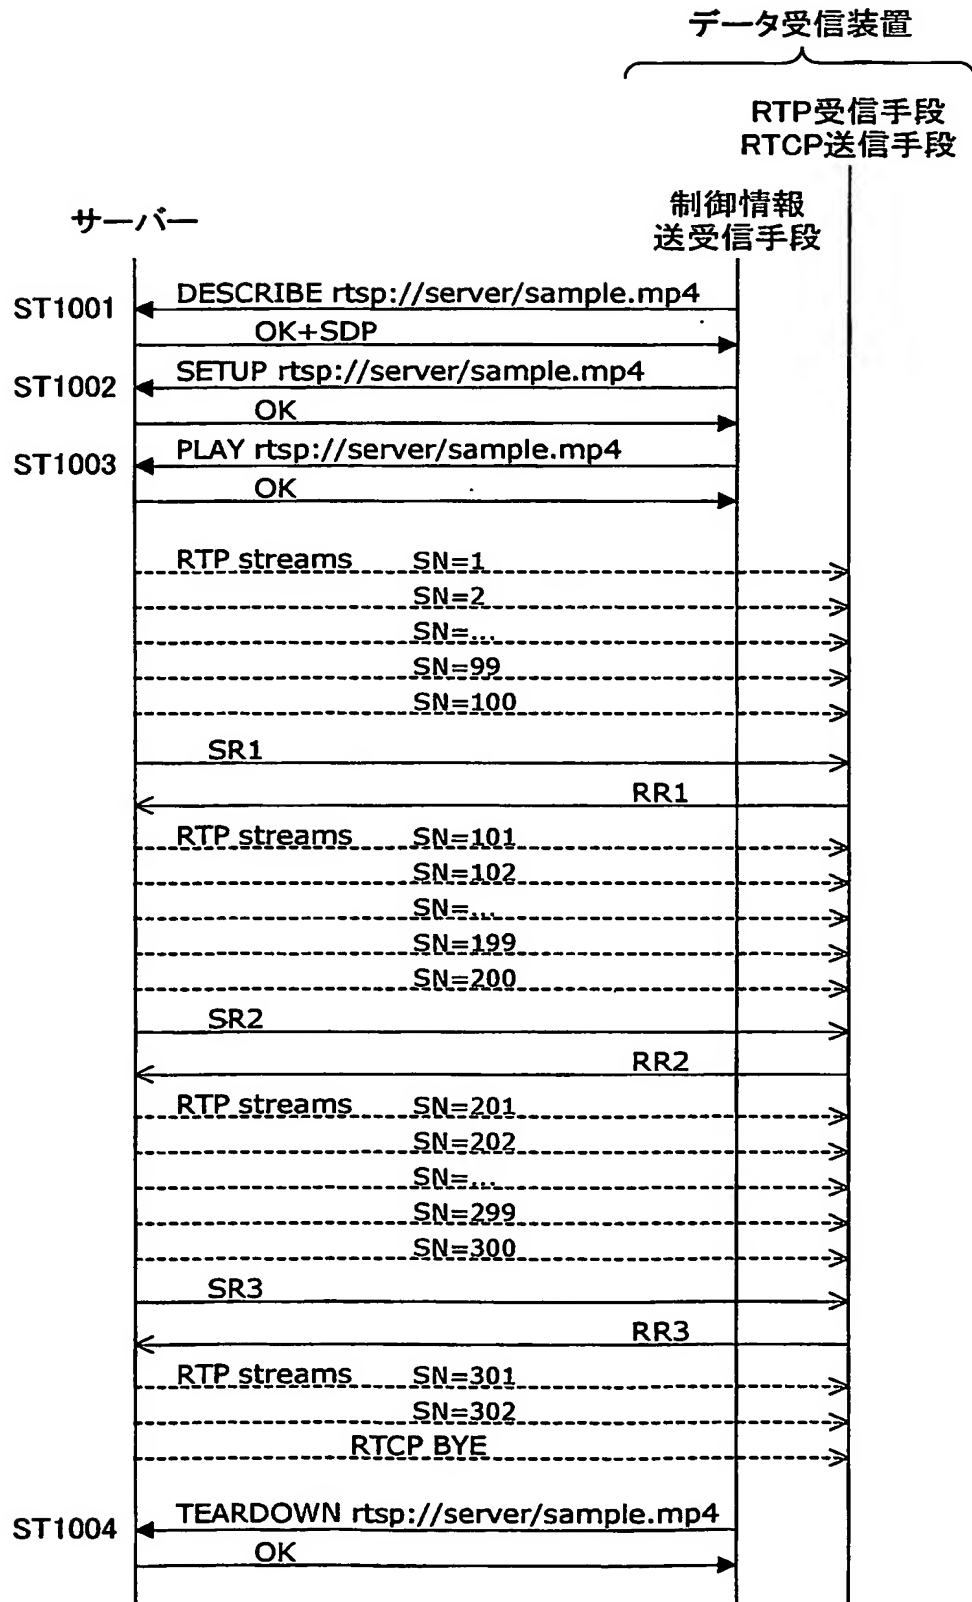 データ受信装置
RTP受信手段
RTCP送信手段
サーバー
制御情報
送受信手段
ST1001
DESCRIBE rtsp://server/sample.mp4
OK+SDP
ST1002
SETUP rtsp://server/sample.mp4
OK
ST1003
PLAY rtsp://server/sample.mp4
OK
RTP streams SN=1
SN=2
SN=...
SN=99
SN=100
SR1
RR1
RTP streams SN=101
SN=102
SN=...
SN=199
SN=200
SR2
RR2
RTP streams SN=201
SN=202
SN=...
SN=299
SN=300
SR3
RR3
RTP streams SN=301
SN=302
RTCP BYE
ST1004
TEARDOWN rtsp://server/sample.mp4
OK